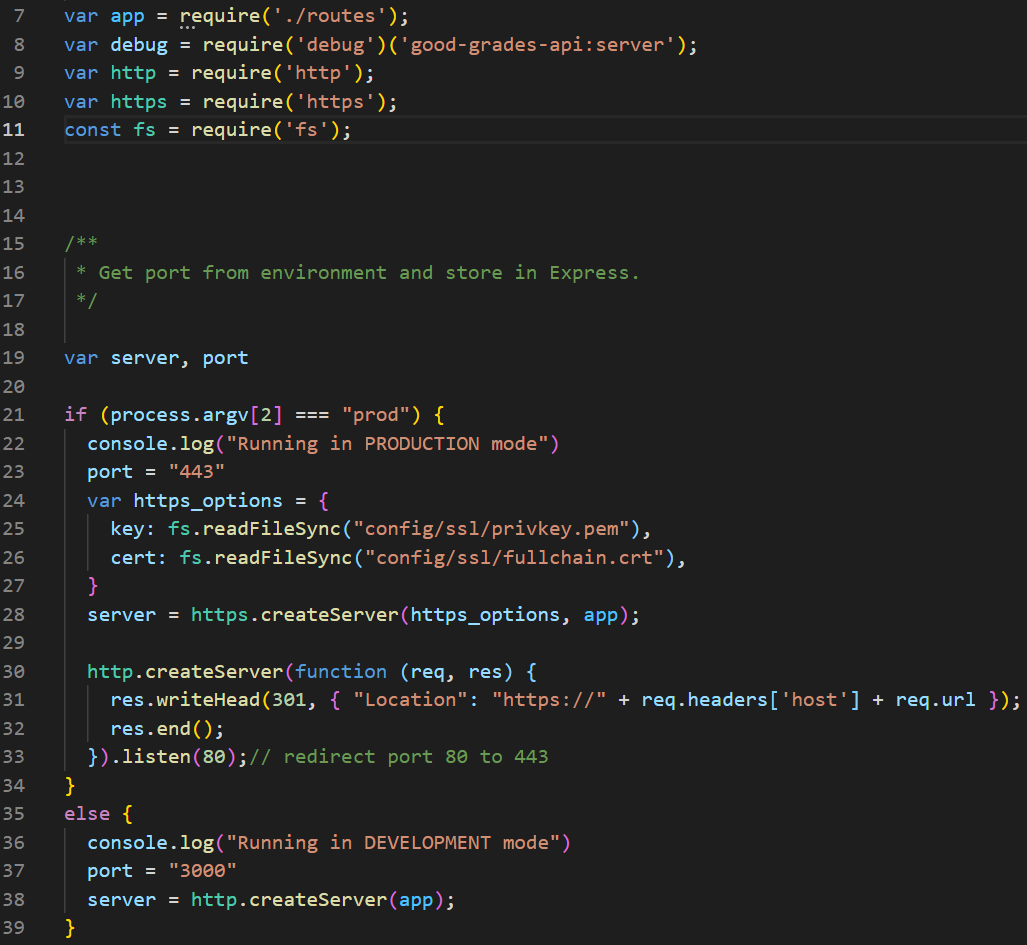 7 var app = require('./routes');
8 var debug = require('debug')('good-grades-api:server');
9 var http = require('http');
10 var https = require('https');
11 const fs = require('fs');
12
13
14
15 /**
16  * Get port from environment and store in Express.
17  */
18
19 var server, port
20
21 if (process.argv[2] === "prod") {
22   console.log("Running in PRODUCTION mode")
23   port = "443"
24   var https_options = {
25     key: fs.readFileSync("config/ssl/privkey.pem"),
26     cert: fs.readFileSync("config/ssl/fullchain.crt"),
27   }
28   server = https.createServer(https_options, app);
29
30   http.createServer(function (req, res) {
31     res.writeHead(301, { "Location": "https://" + req.headers['host'] + req.url });
32     res.end();
33   }).listen(80);// redirect port 80 to 443
34 }
35 else {
36   console.log("Running in DEVELOPMENT mode")
37   port = "3000"
38   server = http.createServer(app);
39 }